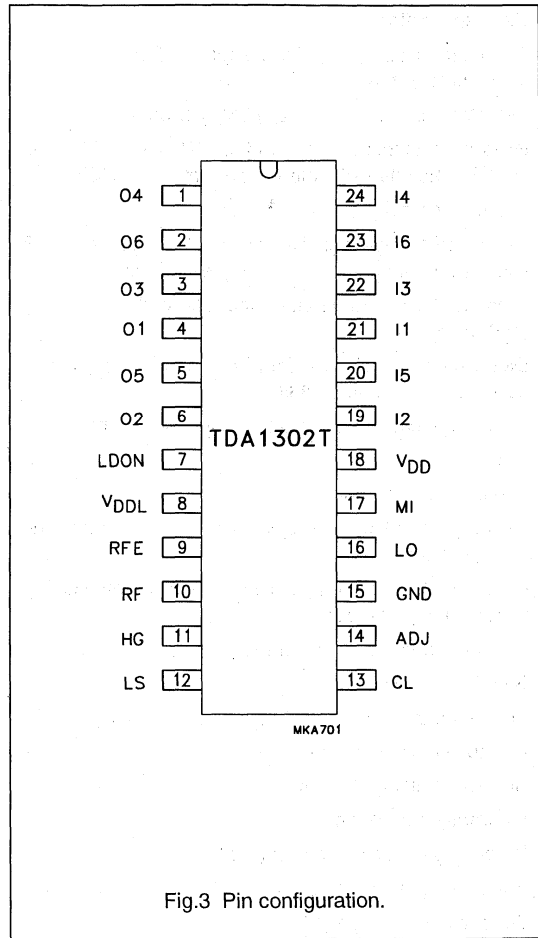 O4 1 24 I4
O6 2 23 I6
O3 3 22 I3
O1 4 21 I1
O5 5 20 I5
O2 6 19 I2
TDA1302T
LDON 7 18 VDD
VDDL 8 17 MI
RFE 9 16 LO
RF 10 15 GND
HG 11 14 ADJ
LS 12 13 CL
MKA701
Fig.3 Pin configuration.